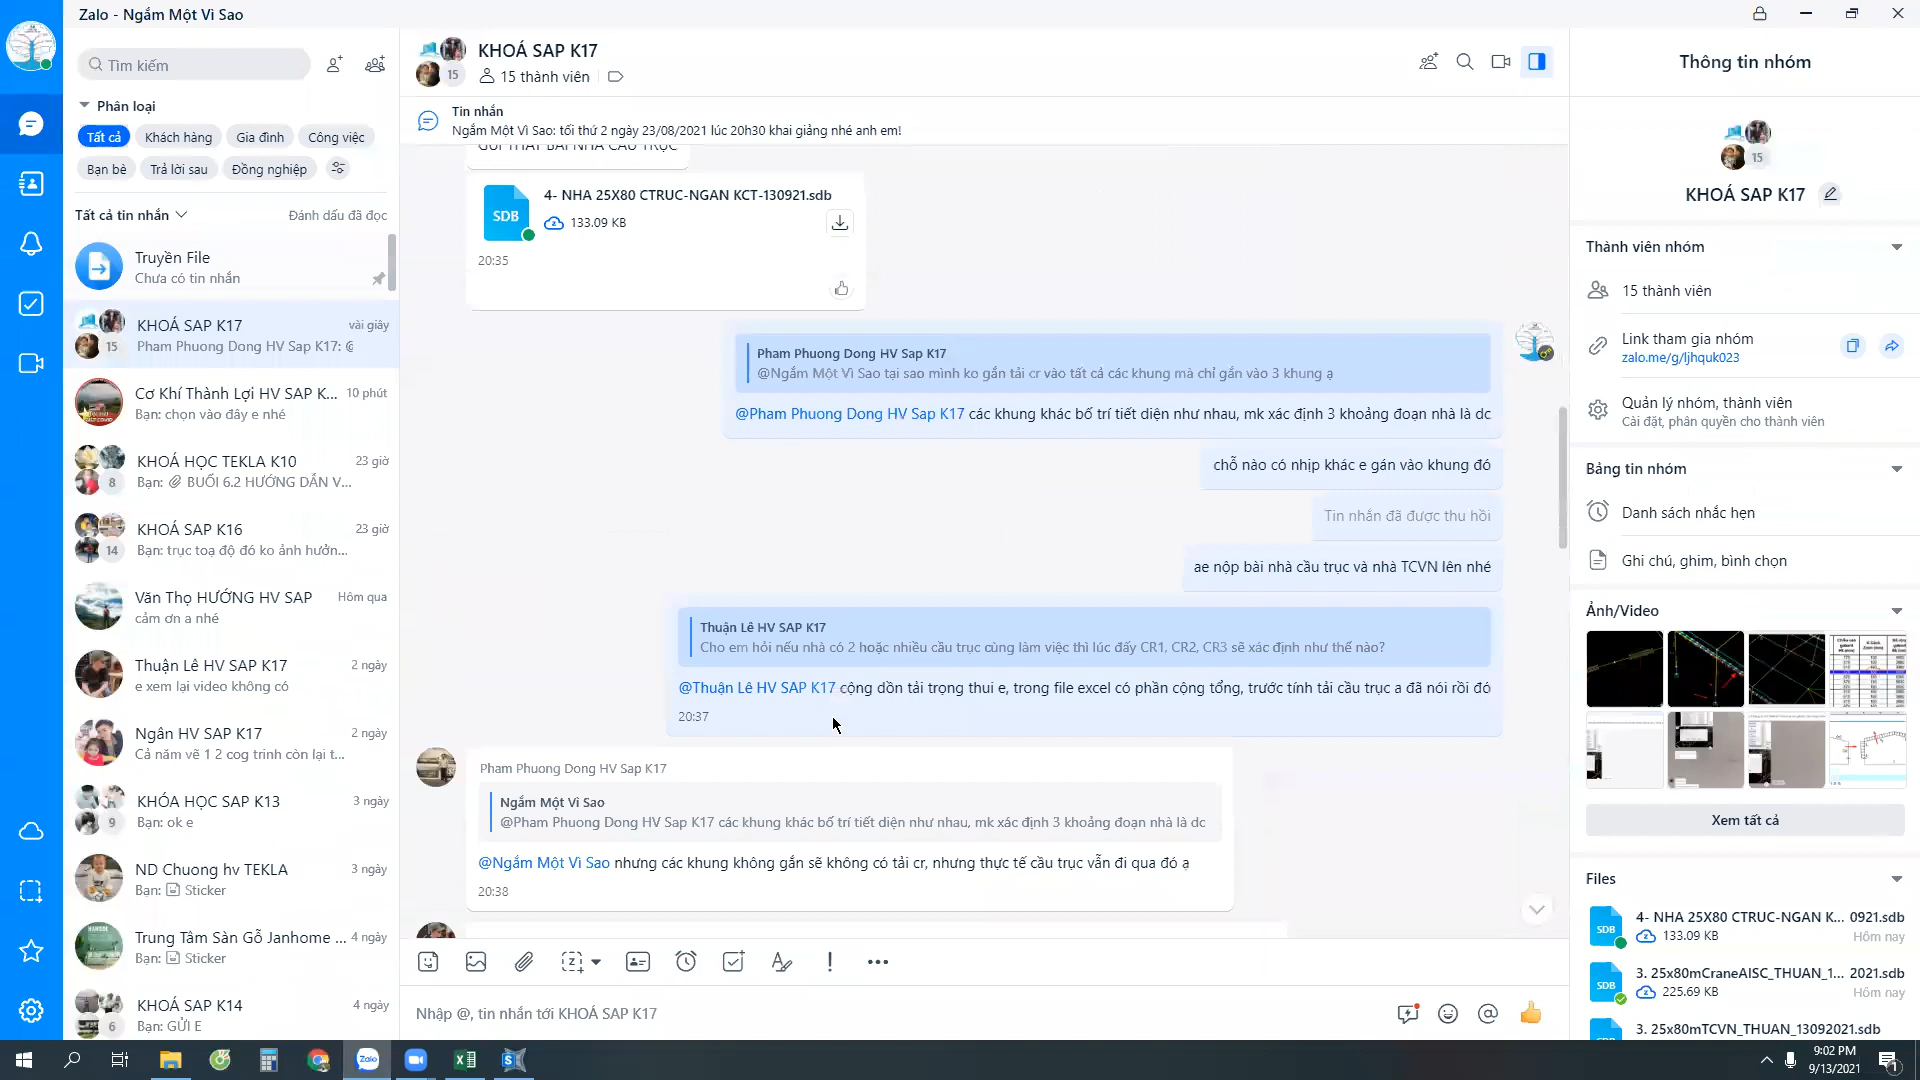 Zalo - Ngắm Một Vì Sao
Tìm kiếm
Phân loại
Tất cả
Khách hàng
Gia đình
Công việc
Bạn bè
Trả lời sau
Đồng nghiệp
Tất cả tin nhắn
Đánh dấu đã đọc
Truyền File
Chưa có tin nhắn
KHOÁ SAP K17
vài giây
15
Pham Phuong Dong HV Sap K17: @
Cơ Khí Thành Lợi HV SAP K...
10 phút
Bạn: chọn vào đây e nhé
KHOÁ HỌC TEKLA K10
23 giờ
8
Bạn: BUỔI 6.2 HƯỚNG DẪN V...
KHOÁ SAP K16
23 giờ
14
Bạn: trục toạ độ đó ko ảnh hưởn...
Văn Thọ HƯỚNG HV SAP
Hôm qua
cảm ơn a nhé
Thuận Lê HV SAP K17
2 ngày
e xem lại video không có
Ngân HV SAP K17
2 ngày
Cả năm vẽ 1 2 cog trinh còn lại t...
KHÓA HỌC SAP K13
3 ngày
9
Bạn: ok e
ND Chuong hv TEKLA
3 ngày
Bạn: Sticker
Trung Tâm Sàn Gỗ Janhome ...
4 ngày
Bạn: Sticker
KHOÁ SAP K14
4 ngày
6
Bạn: GỬI E
KHOÁ SAP K17
15
15 thành viên
Tin nhắn
Ngắm Một Vì Sao: tối thứ 2 ngày 23/08/2021 lúc 20h30 khai giảng nhé anh em!
SDB
4- NHA 25X80 CTRUC-NGAN KCT-130921.sdb
133.09 KB
20:35
Pham Phuong Dong HV Sap K17
@Ngắm Một Vì Sao tại sao mình ko gắn tải cr vào tất cả các khung mà chỉ gắn vào 3 khung ạ
@Pham Phuong Dong HV Sap K17 các khung khác bố trí tiết diện như nhau, mk xác định 3 khoảng đoạn nhà là dc
chỗ nào có nhịp khác e gán vào khung đó
Tin nhắn đã được thu hồi
ae nộp bài nhà cầu trục và nhà TCVN lên nhé
Thuận Lê HV SAP K17
Cho em hỏi nếu nhà có 2 hoặc nhiều cầu trục cùng làm việc thì lúc đấy CR1, CR2, CR3 sẽ xác định như thế nào?
@Thuận Lê HV SAP K17 cộng dồn tải trọng thui e, trong file excel có phần cộng tổng, trước tính tải cầu trục a đã nói rồi đó
20:37
Pham Phuong Dong HV Sap K17
Ngắm Một Vì Sao
@Pham Phuong Dong HV Sap K17 các khung khác bố trí tiết diện như nhau, mk xác định 3 khoảng đoạn nhà là dc
@Ngắm Một Vì Sao nhưng các khung không gắn sẽ không có tải cr, nhưng thực tế cầu trục vẫn đi qua đó ạ
20:38
Nhập @, tin nhắn tới KHOÁ SAP K17
Thông tin nhóm
15
KHOÁ SAP K17
Thành viên nhóm
15 thành viên
Link tham gia nhóm
zalo.me/g/ljhquk023
Quản lý nhóm, thành viên
Cài đặt, phân quyền cho thành viên
Bảng tin nhóm
Danh sách nhắc hẹn
Ghi chú, ghim, bình chọn
Ảnh/Video
Xem tất cả
Files
SDB
4- NHA 25X80 CTRUC-NGAN K... 0921.sdb
133.09 KB
Hôm nay
SDB
3. 25x80mCraneAISC_THUAN_1... 2021.sdb
225.69 KB
Hôm nay
3. 25x80mTCVN_THUAN_13092021.sdb
Zalo
9:02 PM
9/13/2021
1